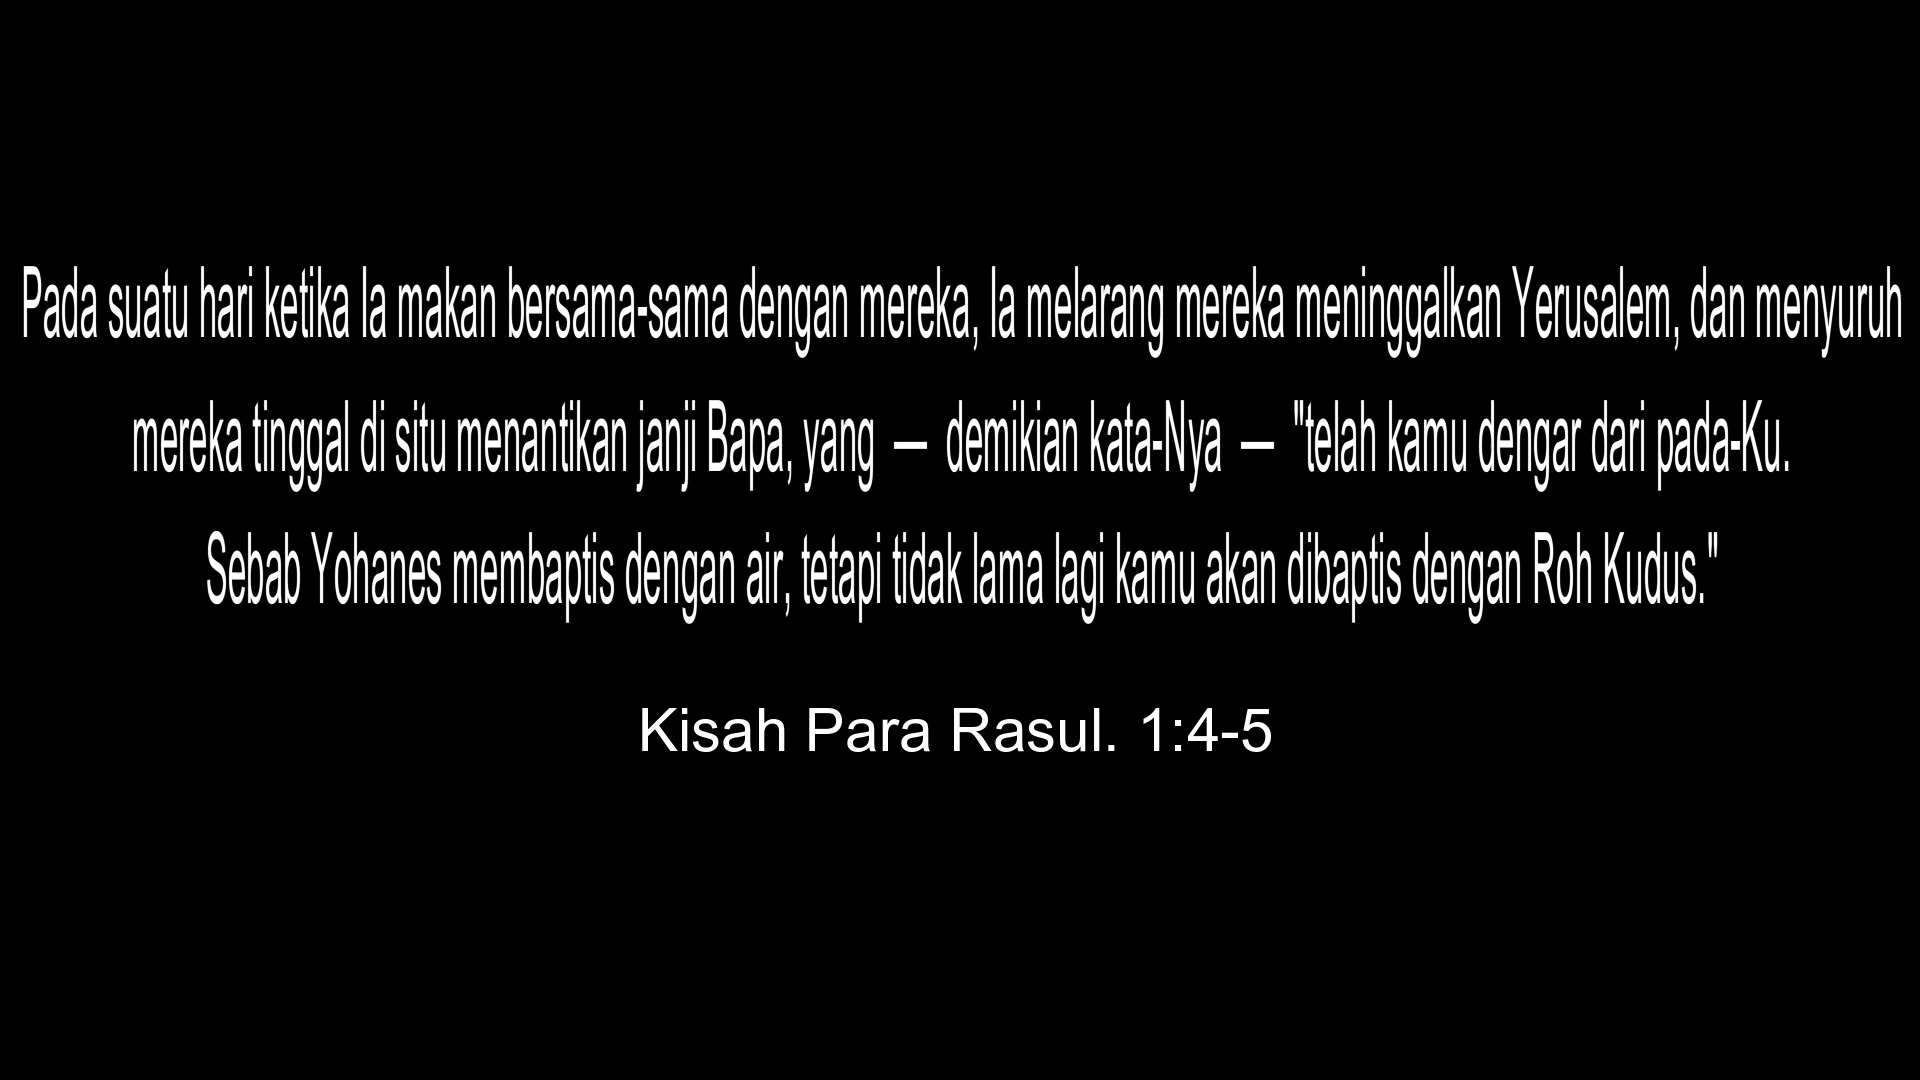 Pada suatu hari ketika Ia makan bersama-sama dengan mereka, Ia melarang mereka meninggalkan Yerusalem, dan menyuruh
mereka tinggal di situ menantikan janji Bapa, yang — demikian kata-Nya — "telah kamu dengar dari pada-Ku.
Sebab Yohanes membaptis dengan air, tetapi tidak lama lagi kamu akan dibaptis dengan Roh Kudus."
Kisah Para Rasul. 1:4-5